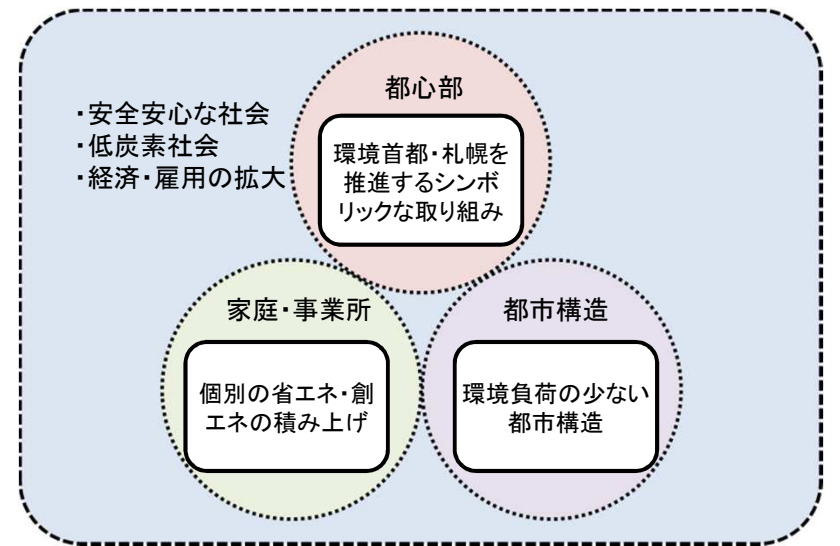 都心部
・安全安心な社会
・低炭素社会
・経済・雇用の拡大
環境首都・札幌を
推進するシンボ
リックな取り組み
家庭・事業所
個別の省エネ・創
エネの積み上げ
都市構造
環境負荷の少ない
都市構造